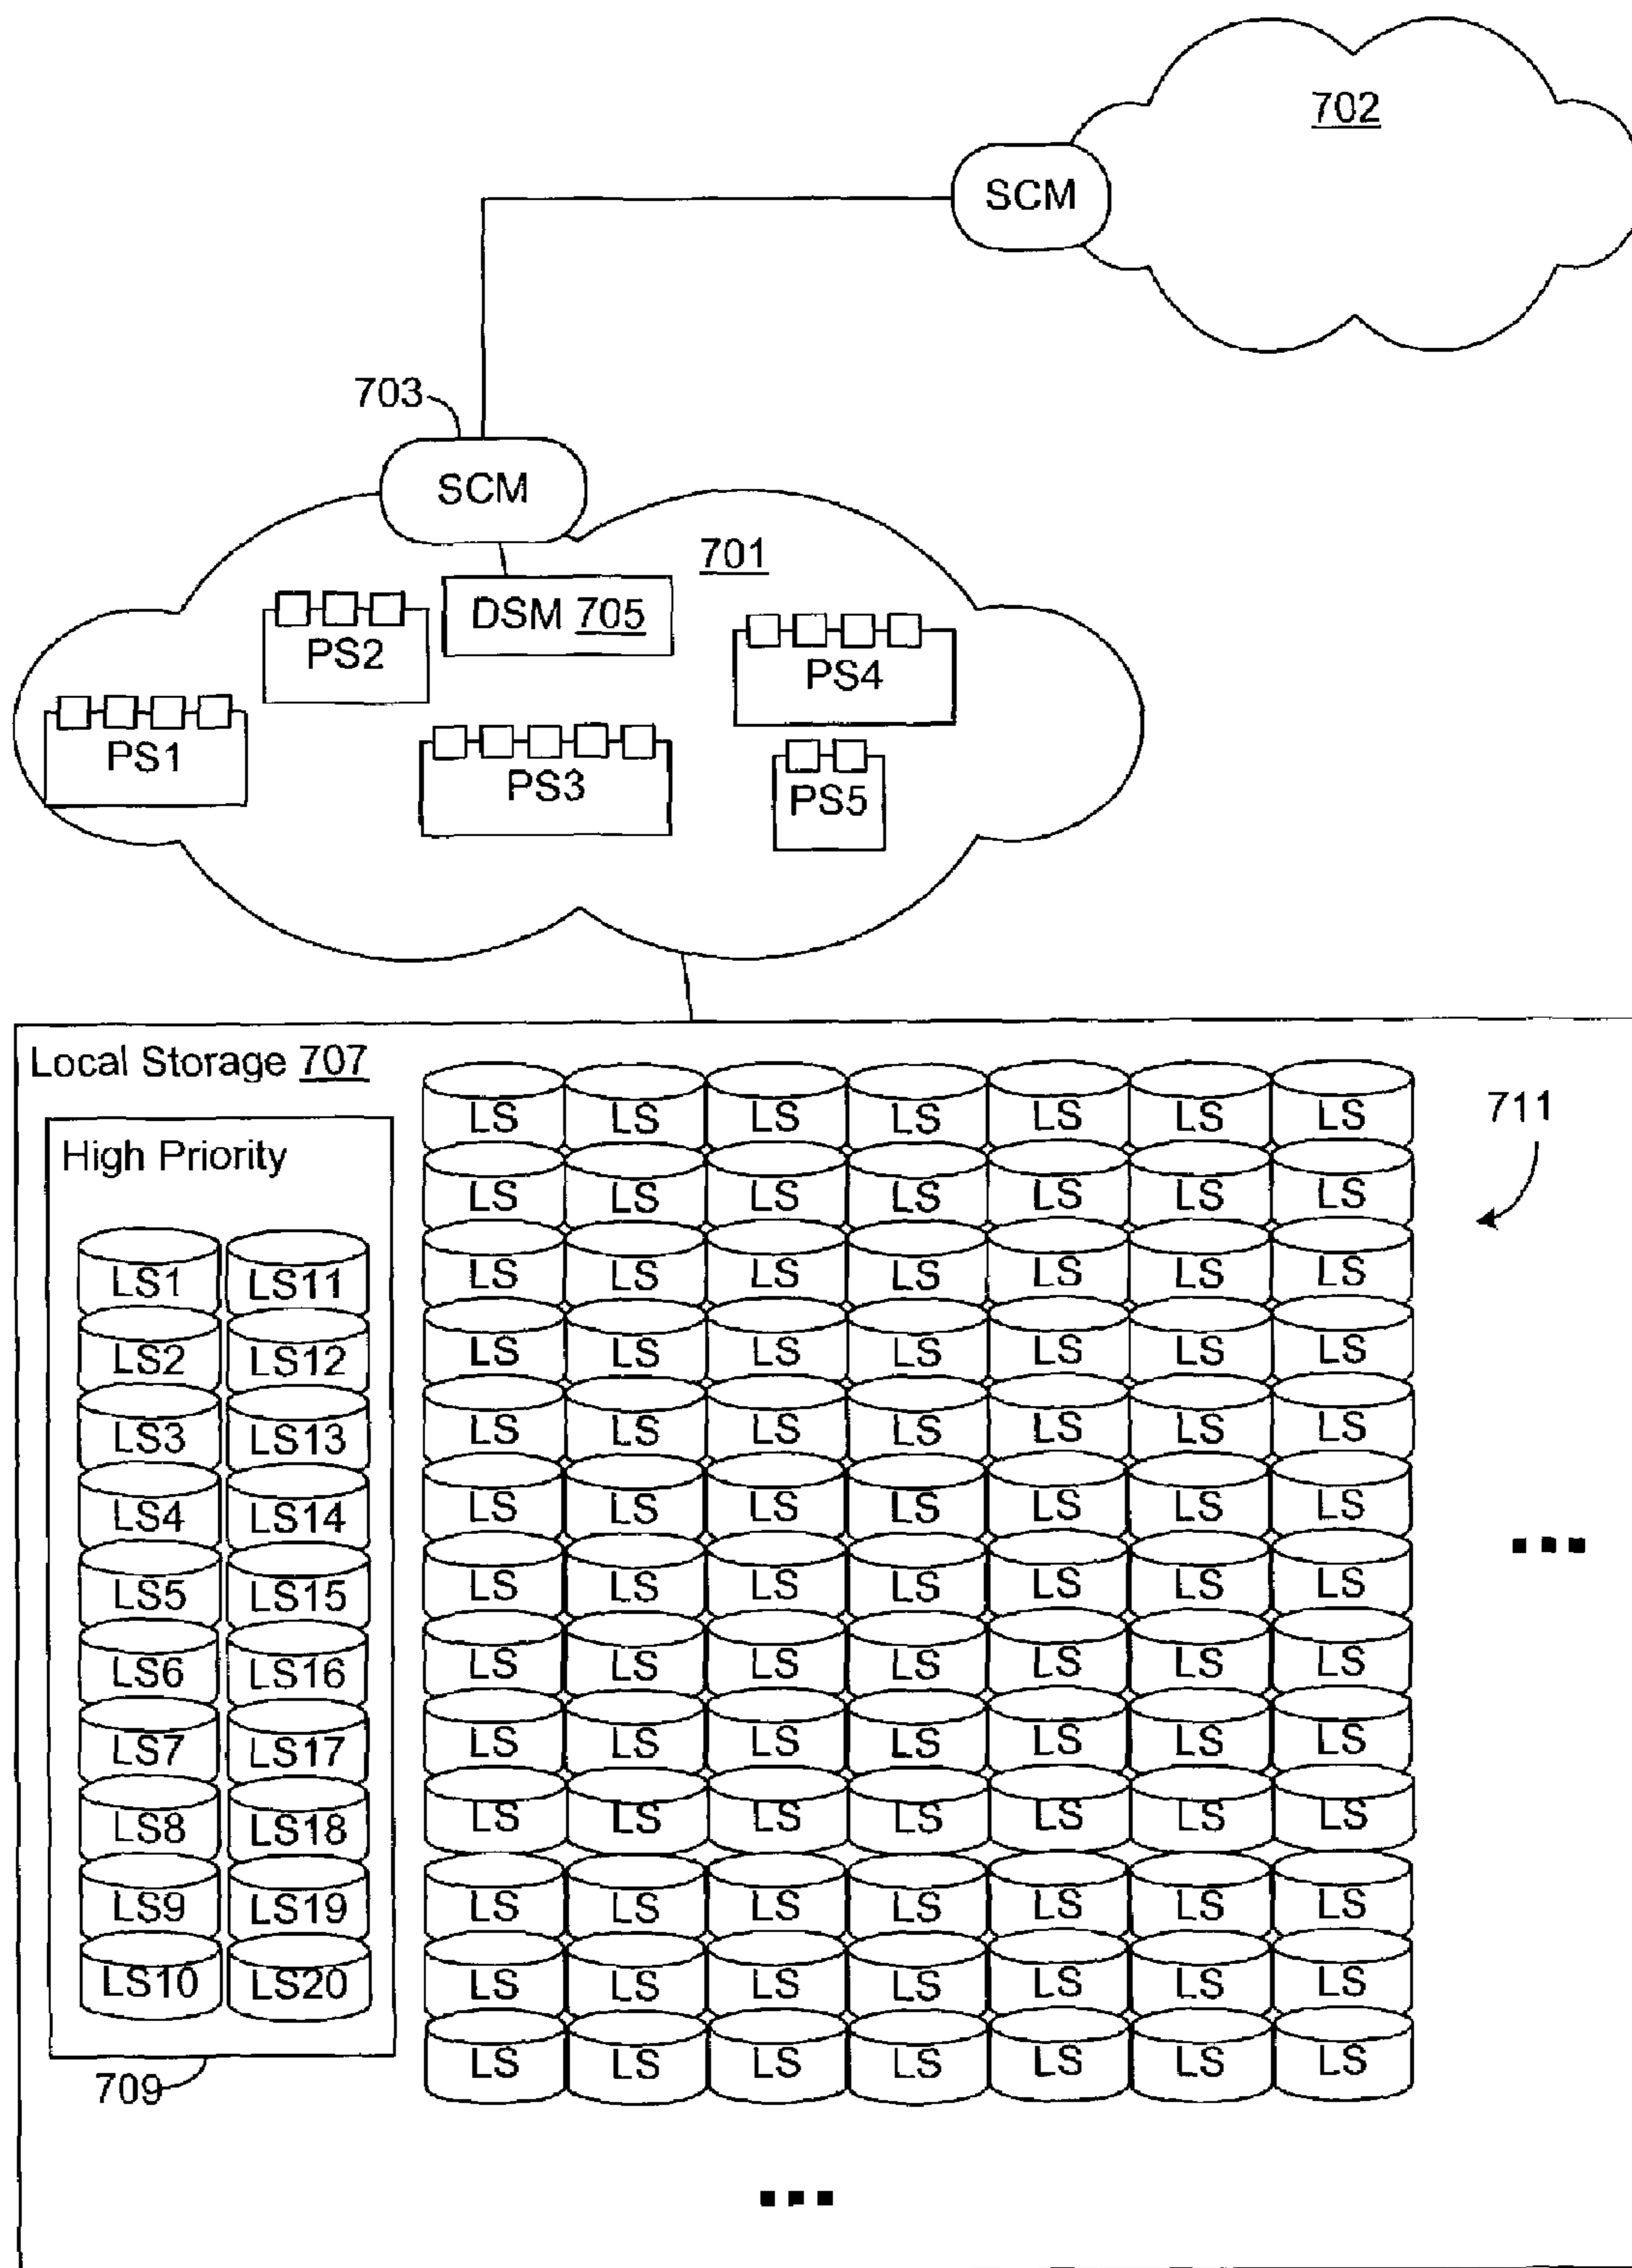 702
SCM
703
SCM
701
DSM 705
PS2
PS4
PS1
PS3
PS5
Local Storage 707
LS LS LS LS LS LS LS
711
High Priority
LS LS LS LS LS LS LS
LS1 LS11 LS LS LS LS LS LS LS
LS2 LS12 LS LS LS LS LS LS LS
LS3 LS13 LS LS LS LS LS LS LS
LS4 LS14 LS LS LS LS LS LS LS
LS5 LS15 LS LS LS LS LS LS LS
LS6 LS16 LS LS LS LS LS LS LS
LS7 LS17 LS LS LS LS LS LS LS
LS8 LS18 LS LS LS LS LS LS LS
LS9 LS19 LS LS LS LS LS LS LS
LS10 LS20 LS LS LS LS LS LS LS
709
LS LS LS LS LS LS LS